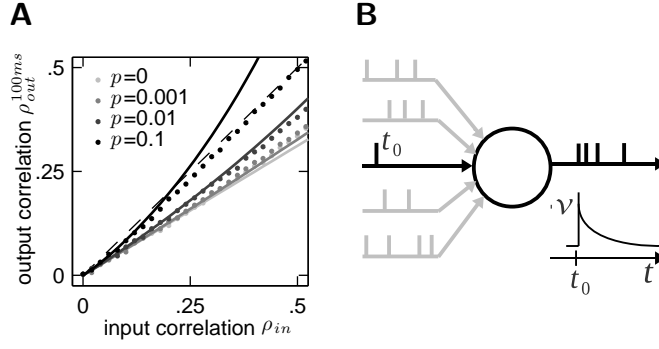 A
B
output correlation ρ_out^100ms
.5
.25
0
p=0
p=0.001
p=0.01
p=0.1
0
.25
.5
input correlation ρ_in
t_0
ν
t_0
t